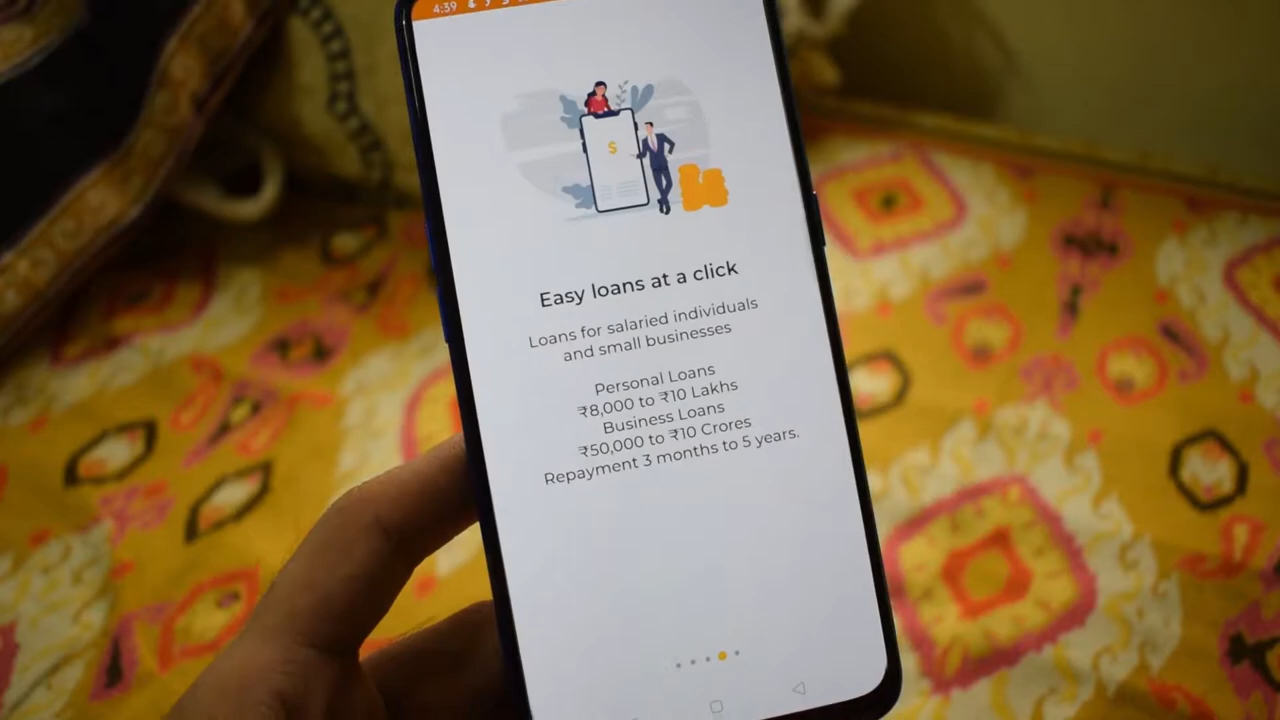 4:39
$
Easy loans at a click
Loans for salaried individuals
and small businesses
Personal Loans
₹8,000 to ₹10 Lakhs
Business Loans
₹50,000 to ₹10 Crores
Repayment 3 months to 5 years.